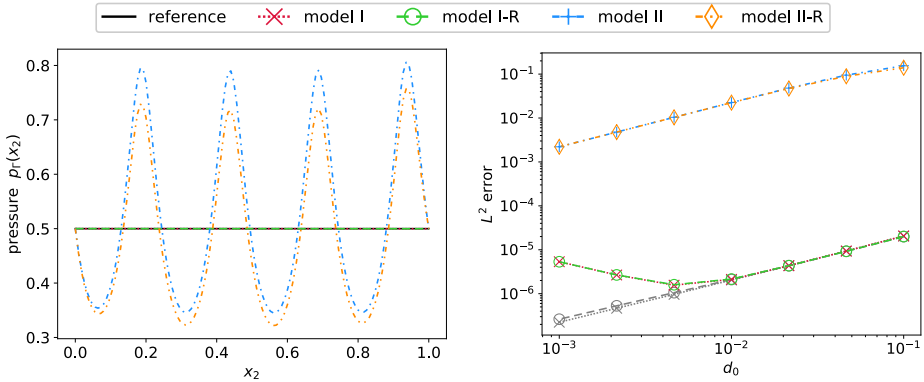 reference
model I
model I-R
model II
model II-R
0.8
0.7
0.6
0.5
0.4
0.3
pressure p_Γ(x_2)
0.0 0.2 0.4 0.6 0.8 1.0
x_2
10^{-1}
10^{-2}
10^{-3}
10^{-4}
10^{-5}
10^{-6}
L^2 error
10^{-3} 10^{-2} 10^{-1}
d_0